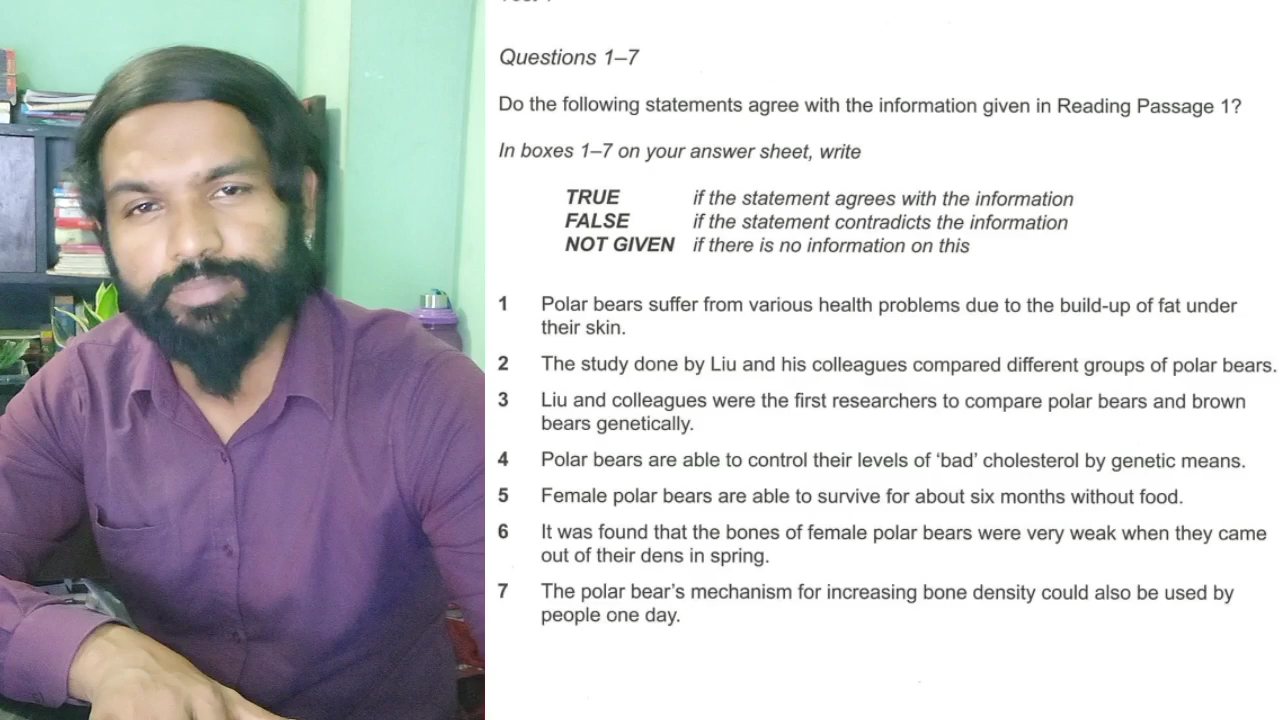 Questions 1–7
Do the following statements agree with the information given in Reading Passage 1?
In boxes 1–7 on your answer sheet, write
TRUE if the statement agrees with the information
FALSE if the statement contradicts the information
NOT GIVEN if there is no information on this
1 Polar bears suffer from various health problems due to the build-up of fat under
their skin.
2 The study done by Liu and his colleagues compared different groups of polar bears.
3 Liu and colleagues were the first researchers to compare polar bears and brown
bears genetically.
4 Polar bears are able to control their levels of ‘bad’ cholesterol by genetic means.
5 Female polar bears are able to survive for about six months without food.
6 It was found that the bones of female polar bears were very weak when they came
out of their dens in spring.
7 The polar bear’s mechanism for increasing bone density could also be used by
people one day.